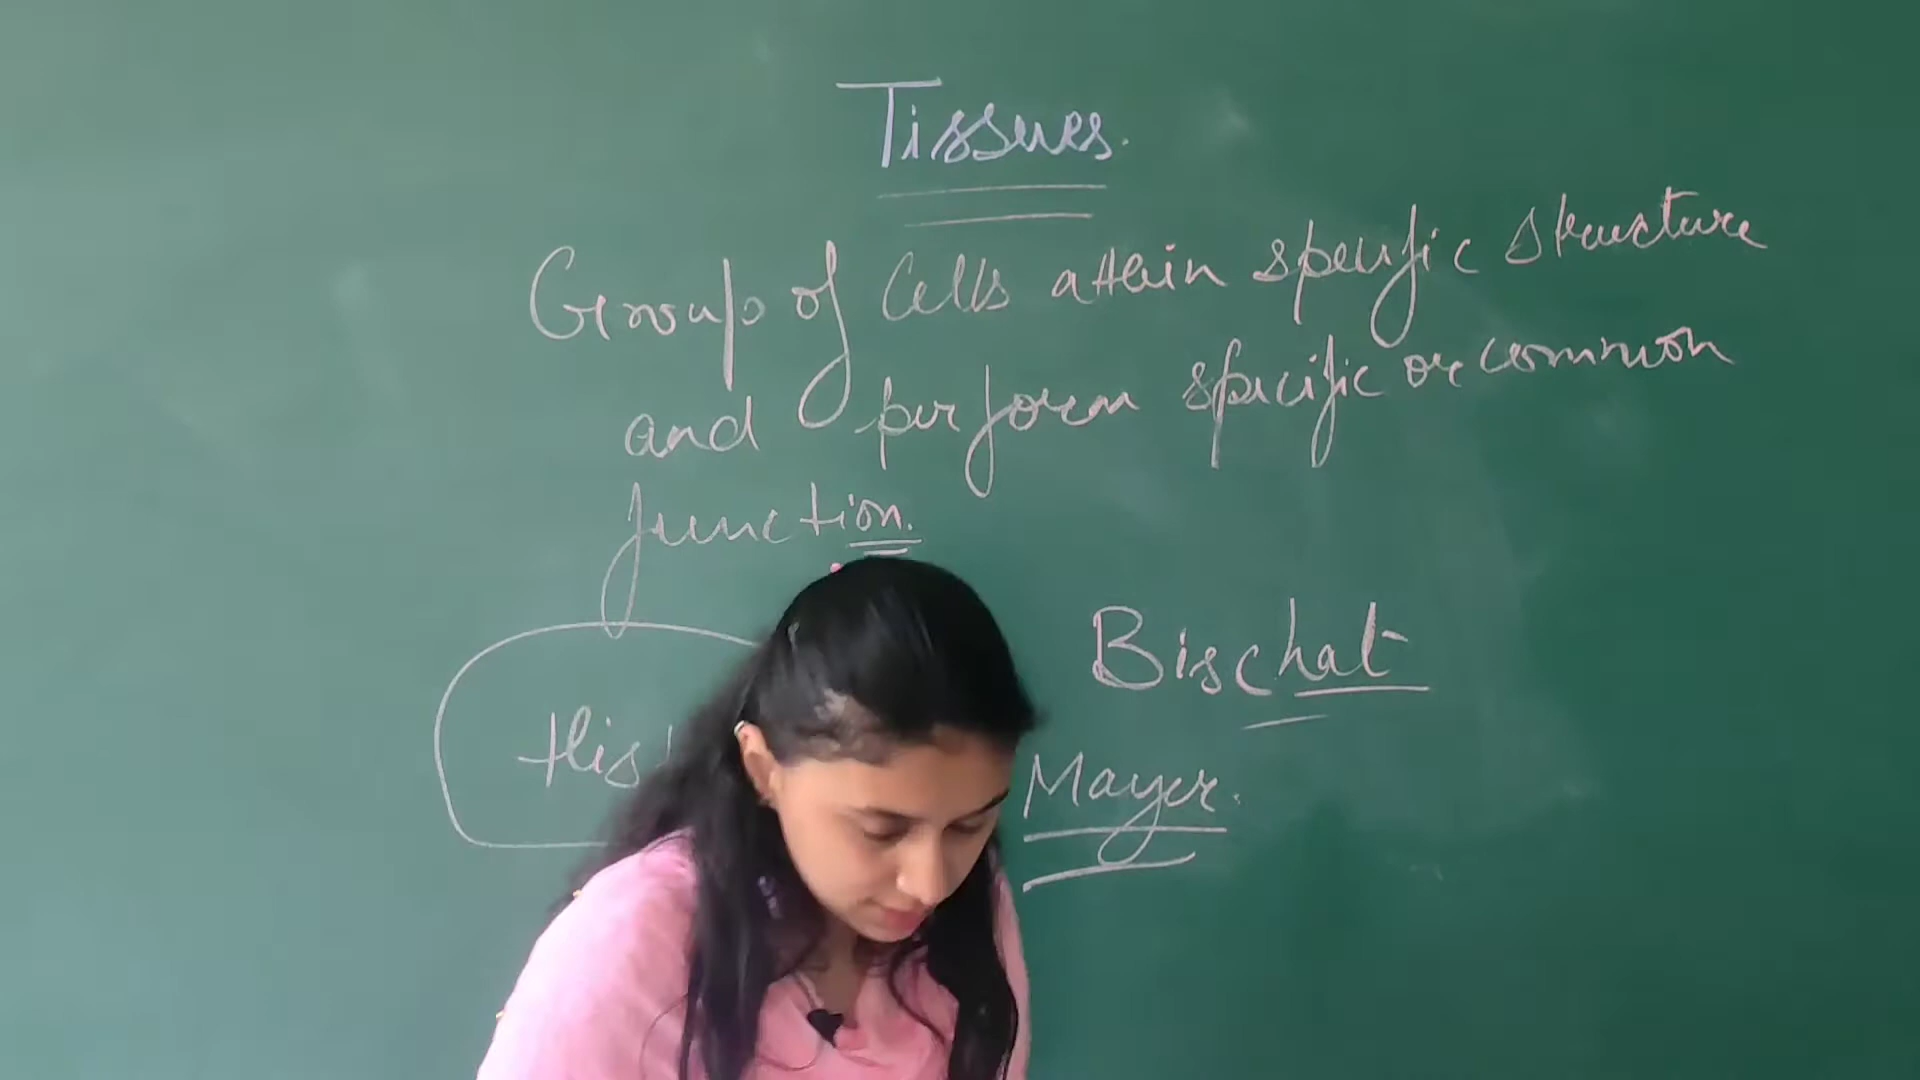 Tissues.
Group of Cells attain specific structure
and perform specific or common
function.
Bischat
Mayer.